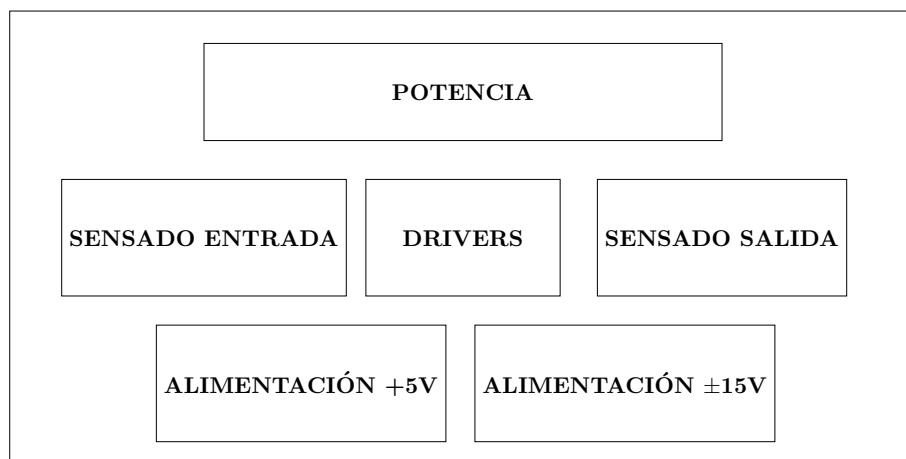 POTENCIA
SENSADO ENTRADA
DRIVERS
SENSADO SALIDA
ALIMENTACIÓN +5V
ALIMENTACIÓN ±15V